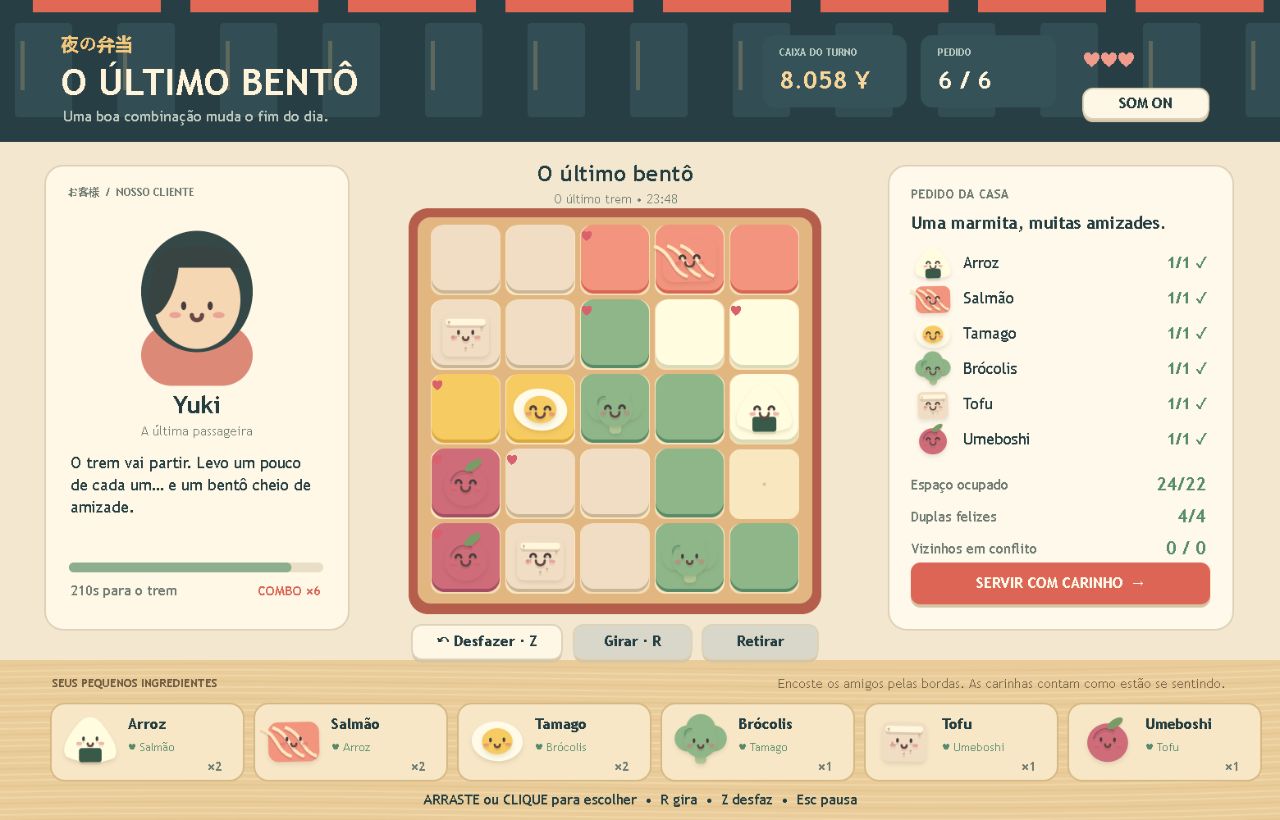 夜の弁当
O ÚLTIMO BENTÔ
Uma boa combinação muda o fim do dia.
CAIXA DO TURNO
8.058 ¥
PEDIDO
6 / 6
♥♥♥
SOM ON
お客様 / NOSSO CLIENTE
Yuki
A última passageira
O trem vai partir. Levo um pouco
de cada um... e um bentô cheio de
amizade.
210s para o trem
COMBO ×6
O último bentô
O último trem • 23:48
↶ Desfazer · Z
Girar · R
Retirar
PEDIDO DA CASA
Uma marmita, muitas amizades.
Arroz 1/1 ✓
Salmão 1/1 ✓
Tamago 1/1 ✓
Brócolis 1/1 ✓
Tofu 1/1 ✓
Umeboshi 1/1 ✓
Espaço ocupado 24/22
Duplas felizes 4/4
Vizinhos em conflito 0 / 0
SERVIR COM CARINHO →
SEUS PEQUENOS INGREDIENTES
Encoste os amigos pelas bordas. As carinhas contam como estão se sentindo.
Arroz
♥ Salmão
×2
Salmão
♥ Arroz
×2
Tamago
♥ Brócolis
×2
Brócolis
♥ Tamago
×1
Tofu
♥ Umeboshi
×1
Umeboshi
♥ Tofu
×1
ARRASTE ou CLIQUE para escolher • R gira • Z desfaz • Esc pausa